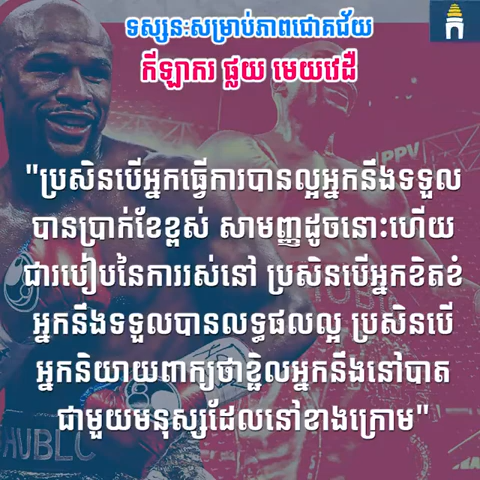 ទស្សនៈសម្រាប់ភាពជោគជ័យ
កីឡាករ ផ្លយ មេយវេដឺ
PPV
"ប្រសិនបើអ្នកធ្វើការបានល្អអ្នកនឹងទទួល
បានប្រាក់ខែខ្ពស់ សាមញ្ញដូចនោះហើយ
ជារបៀបនៃការរស់នៅ ប្រសិនបើអ្នកខិតខំ
អ្នកនឹងទទួលបានលទ្ធផលល្អ ប្រសិនបើ
អ្នកនិយាយពាក្យថាខ្ជិលអ្នកនឹងនៅបាត
ជាមួយមនុស្សដែលនៅខាងក្រោម"
HUBLO